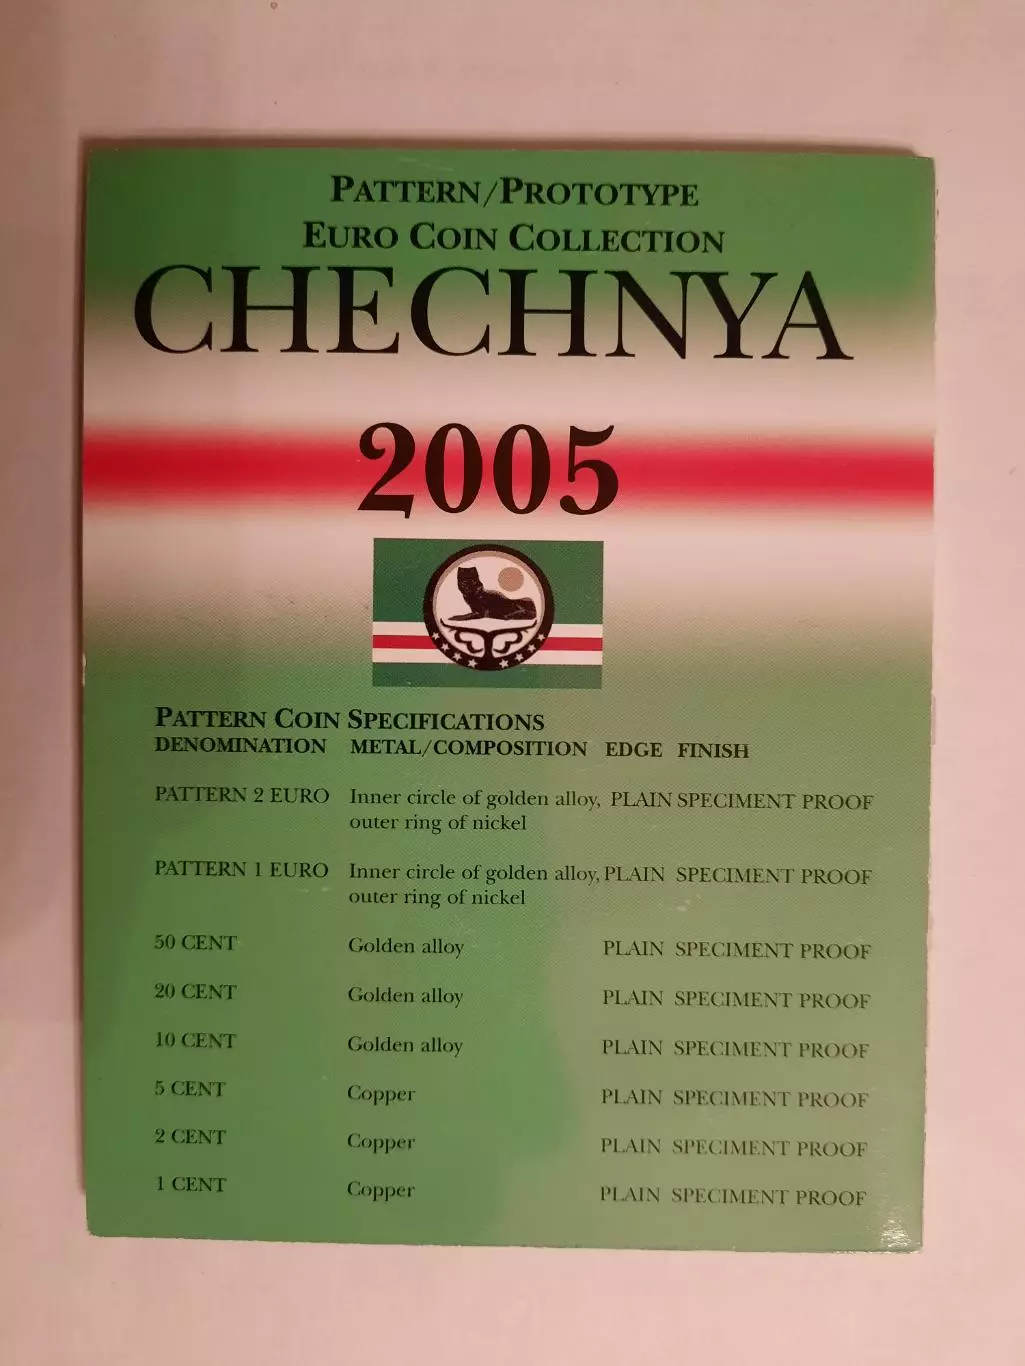 PATTERN/PROTOTYPE
EURO COIN COLLECTION
CHECHNYA
2005
PATTERN COIN SPECIFICATIONS
DENOMINATION METAL/COMPOSITION EDGE FINISH
PATTERN 2 EURO Inner circle of golden alloy, PLAIN SPECIMENT PROOF
outer ring of nickel
PATTERN 1 EURO Inner circle of golden alloy, PLAIN SPECIMENT PROOF
outer ring of nickel
50 CENT Golden alloy PLAIN SPECIMENT PROOF
20 CENT Golden alloy PLAIN SPECIMENT PROOF
10 CENT Golden alloy PLAIN SPECIMENT PROOF
5 CENT Copper PLAIN SPECIMENT PROOF
2 CENT Copper PLAIN SPECIMENT PROOF
1 CENT Copper PLAIN SPECIMENT PROOF